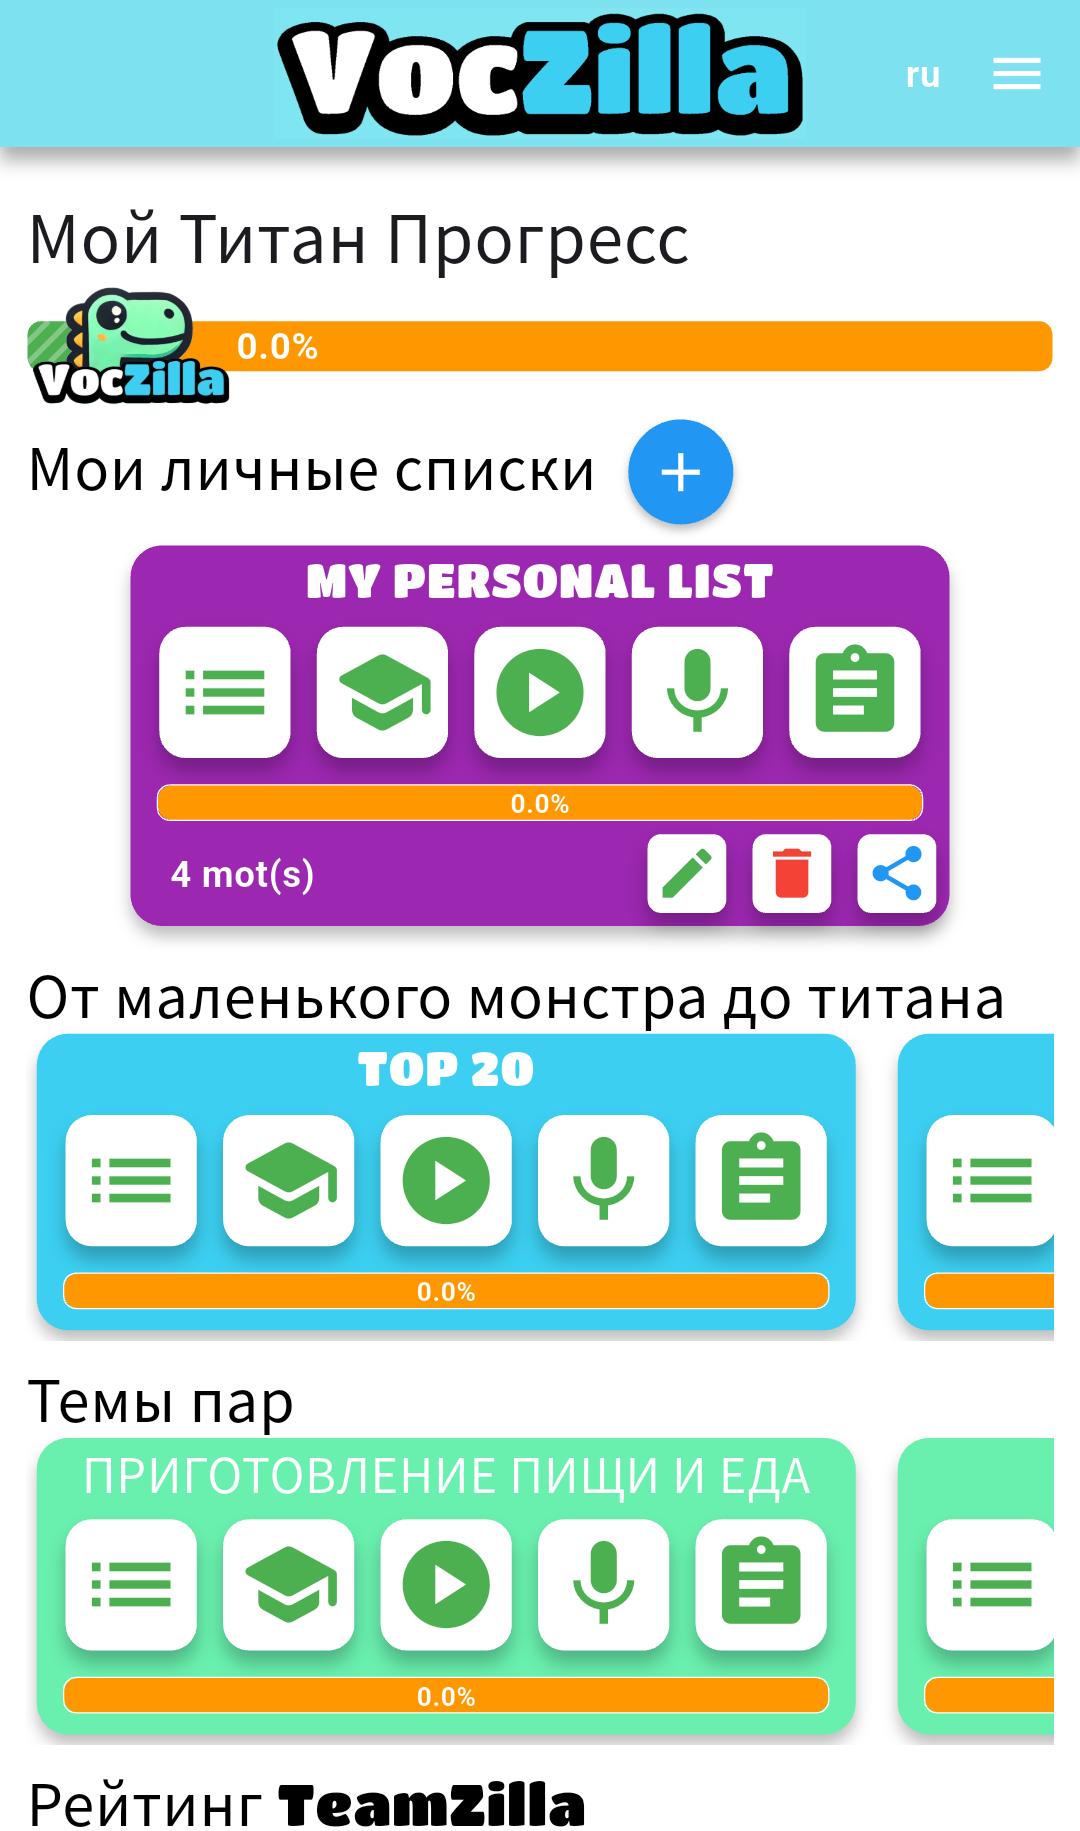 VocZilla
ru
Мой Титан Прогресс
0.0%
VocZilla
Мои личные списки
MY PERSONAL LIST
0.0%
4 mot(s)
От маленького монстра до титана
TOP 20
0.0%
Темы пар
ПРИГОТОВЛЕНИЕ ПИЩИ И ЕДА
0.0%
Рейтинг TeamZilla